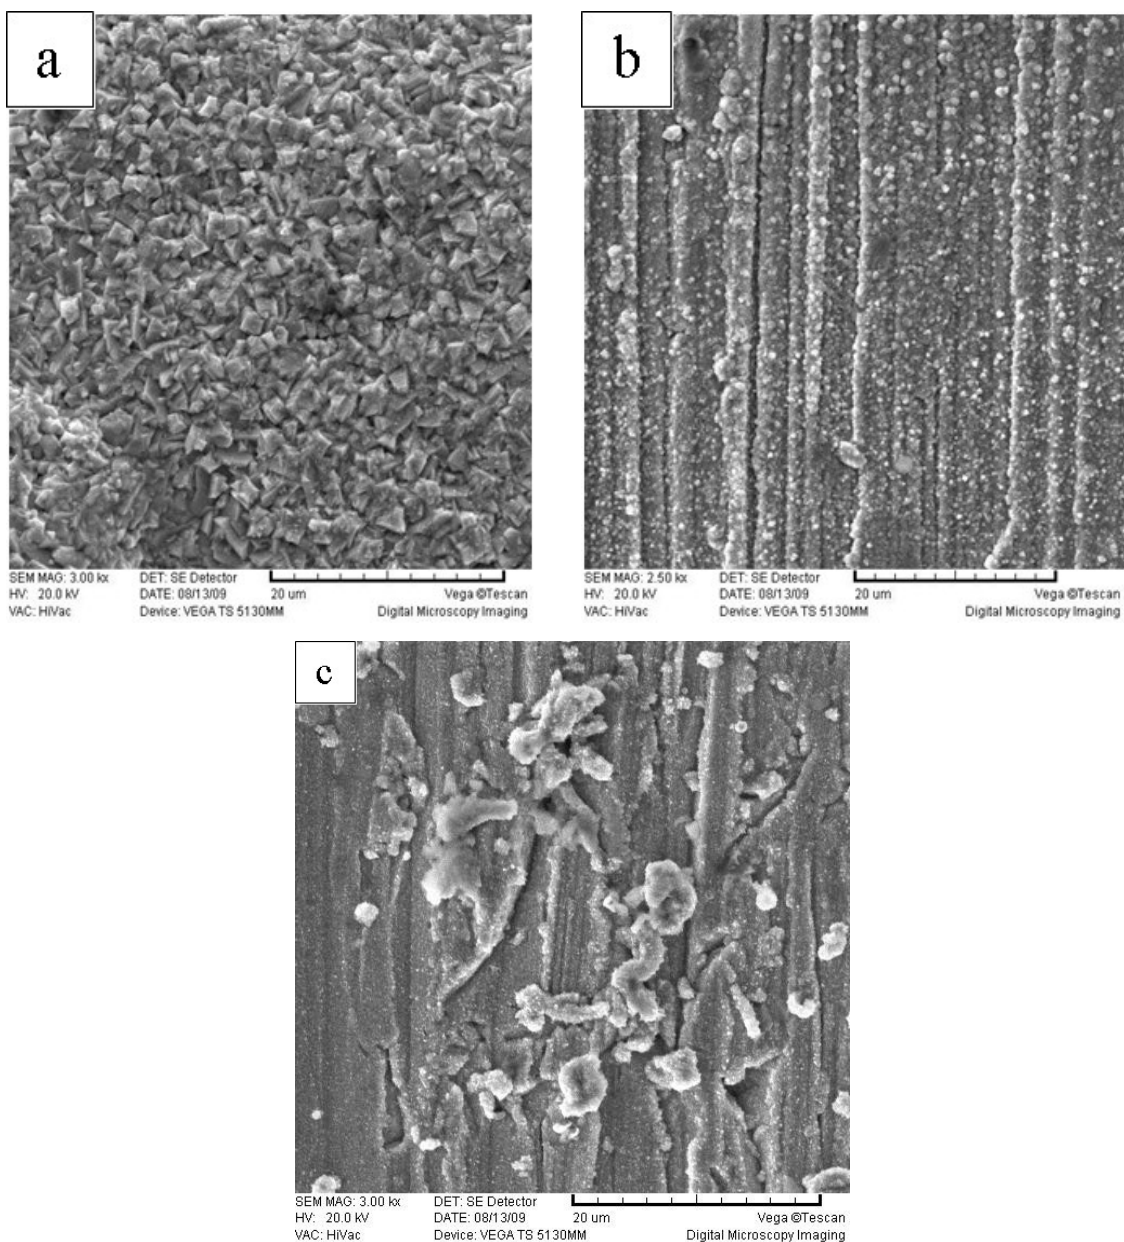 a
b
SEM MAG: 3.00 kx DET: SE Detector
HV: 20.0 kV DATE: 08/13/09 20 um Vega ©Tescan
VAC: HiVac Device: VEGA TS 5130MM Digital Microscopy Imaging
SEM MAG: 2.50 kx DET: SE Detector
HV: 20.0 kV DATE: 08/13/09 20 um Vega ©Tescan
VAC: HiVac Device: VEGA TS 5130MM Digital Microscopy Imaging
c
SEM MAG: 3.00 kx DET: SE Detector
HV: 20.0 kV DATE: 08/13/09 20 um Vega ©Tescan
VAC: HiVac Device: VEGA TS 5130MM Digital Microscopy Imaging